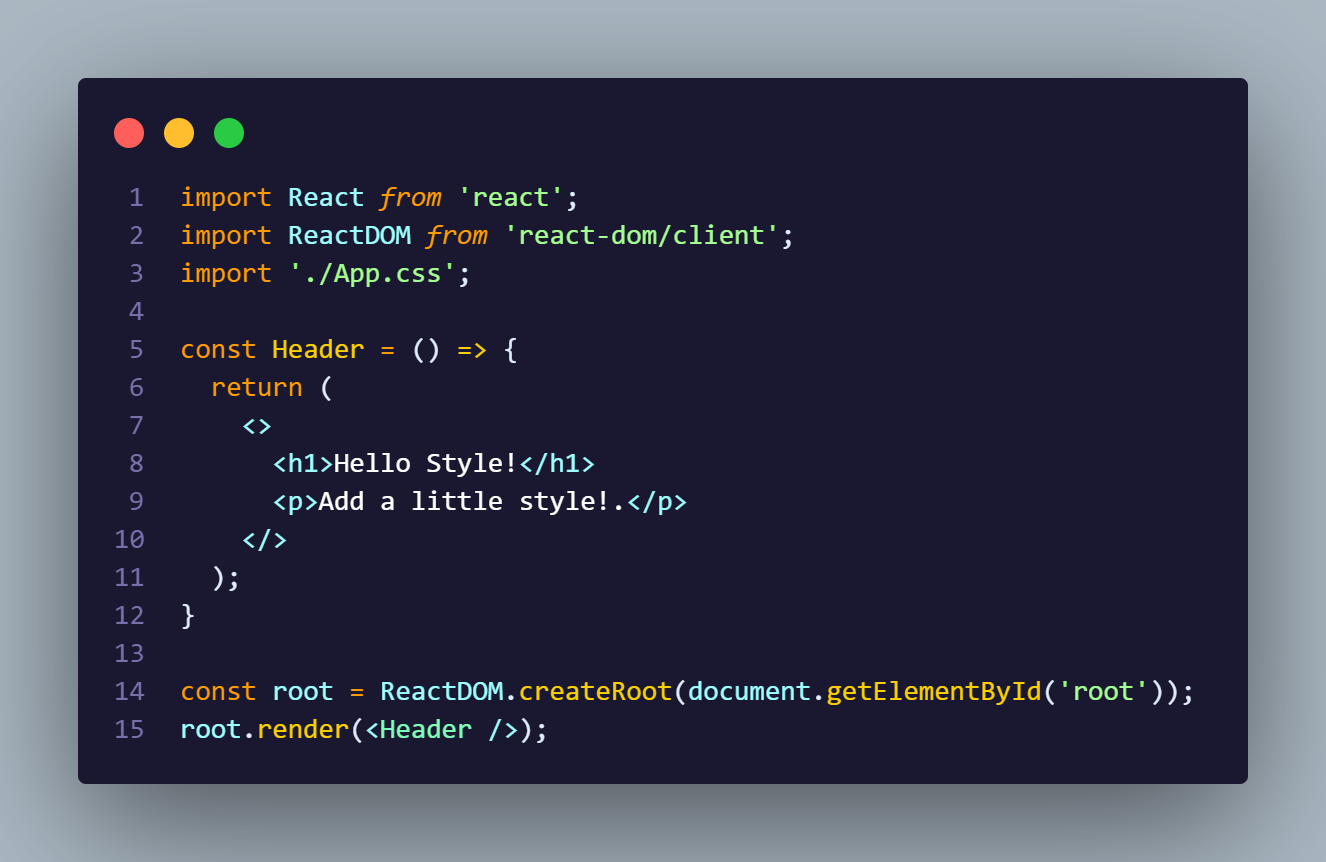 1 import React from 'react';
2 import ReactDOM from 'react-dom/client';
3 import './App.css';
4
5 const Header = () => {
6   return (
7     <>
8       <h1>Hello Style!</h1>
9       <p>Add a little style!.</p>
10     </>
11   );
12 }
13
14 const root = ReactDOM.createRoot(document.getElementById('root'));
15 root.render(<Header />);